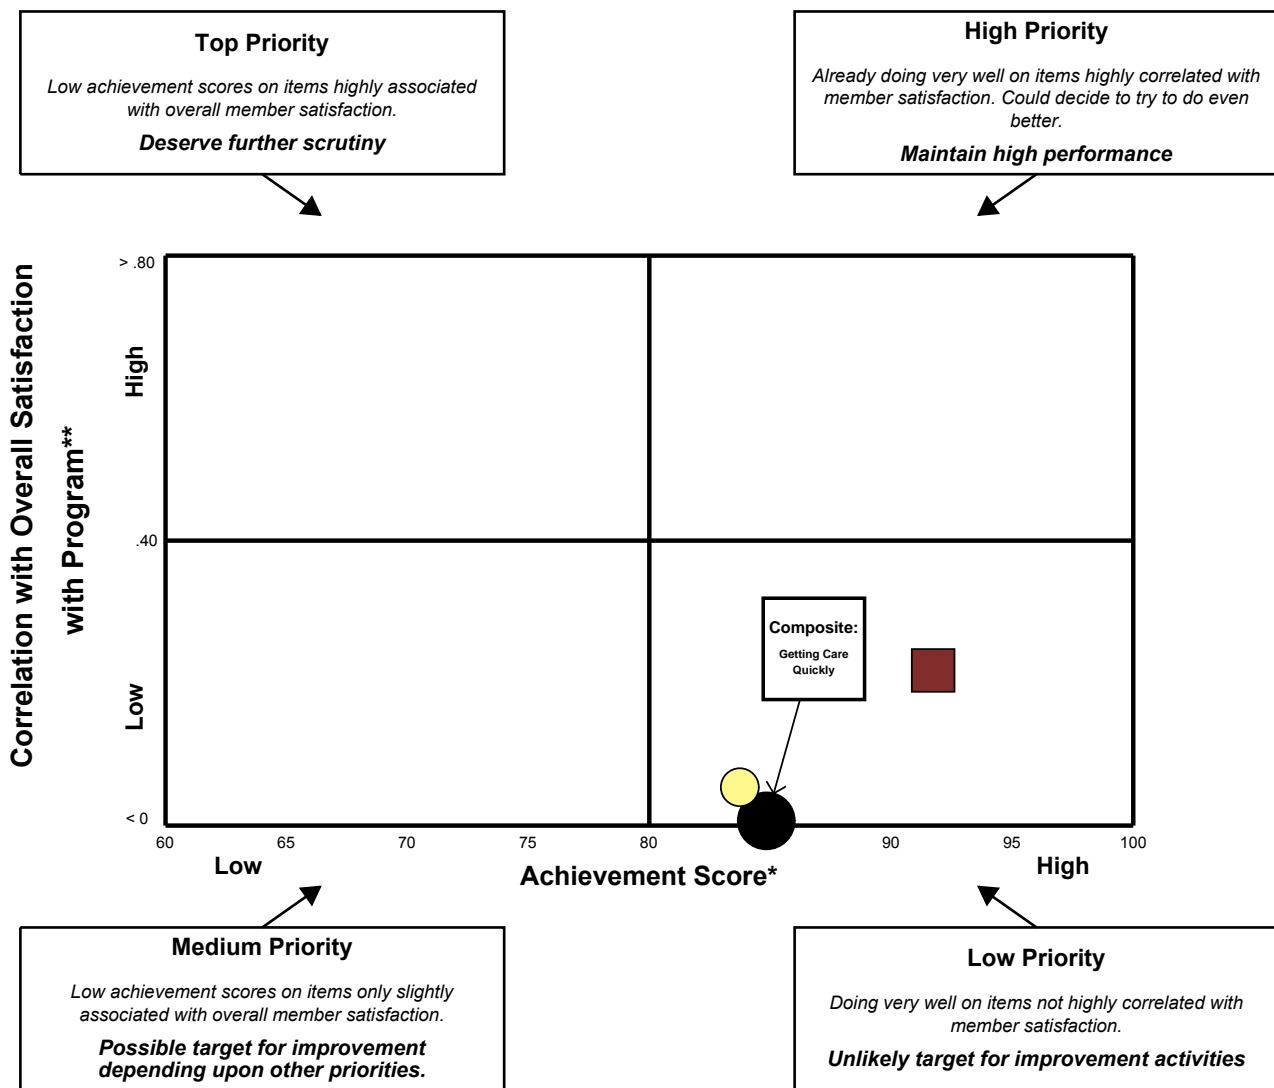 Top Priority
Low achievement scores on items highly associated
with overall member satisfaction.
Deserve further scrutiny
High Priority
Already doing very well on items highly correlated with
member satisfaction. Could decide to try to do even
better.
Maintain high performance
Correlation with Overall Satisfaction
with Program**
> .80
High
.40
Low
< 0
Composite:
Getting Care
Quickly
60
65
70
75
80
90
95
100
Low
Achievement Score*
High
Medium Priority
Low achievement scores on items only slightly
associated with overall member satisfaction.
Possible target for improvement
depending upon other priorities.
Low Priority
Doing very well on items not highly correlated with
member satisfaction.
Unlikely target for improvement activities